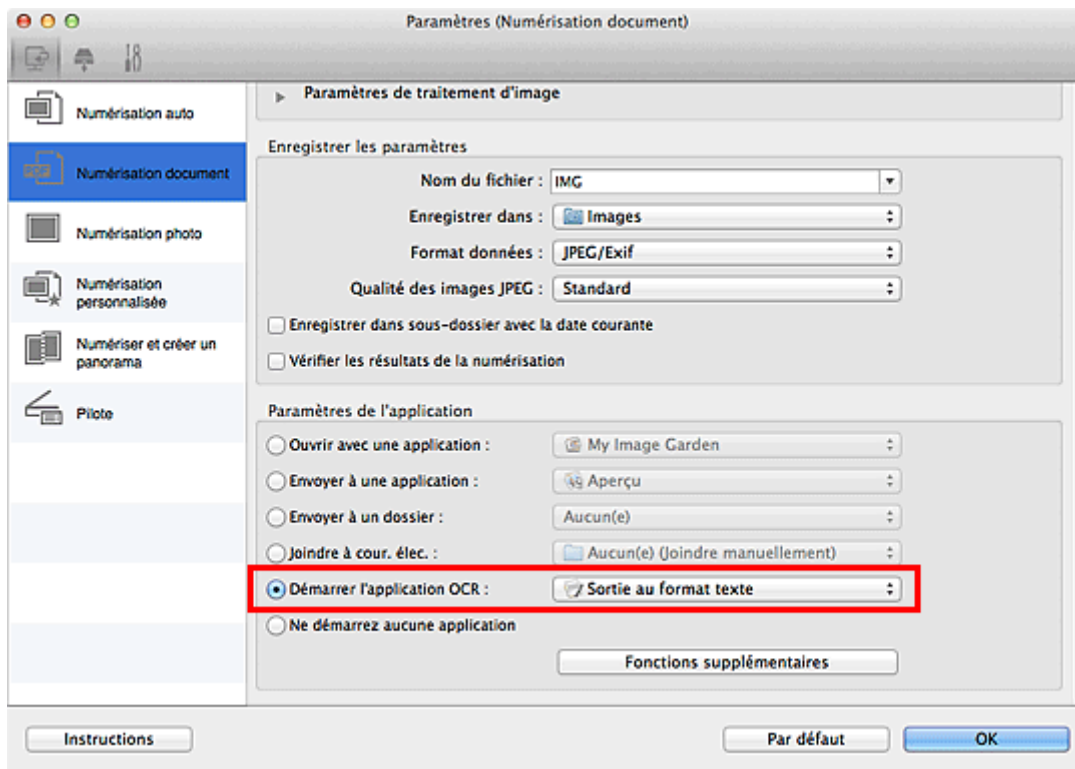 Paramètres (Numérisation document)
Numérisation auto
PDF
Numérisation document
Numérisation photo
Numérisation
personnalisée
Numériser et créer un
panorama
Pilote
Paramètres de traitement d'image
Enregistrer les paramètres
Nom du fichier : IMG
Enregistrer dans : Images
Format données : JPEG/Exif
Qualité des images JPEG : Standard
Enregistrer dans sous-dossier avec la date courante
Vérifier les résultats de la numérisation
Paramètres de l'application
Ouvrir avec une application : My Image Garden
Envoyer à une application : Aperçu
Envoyer à un dossier : Aucun(e)
Joindre à cour. élec. : Aucun(e) (Joindre manuellement)
Démarrer l'application OCR : Sortie au format texte
Ne démarrez aucune application
Fonctions supplémentaires
Instructions
Par défaut
OK